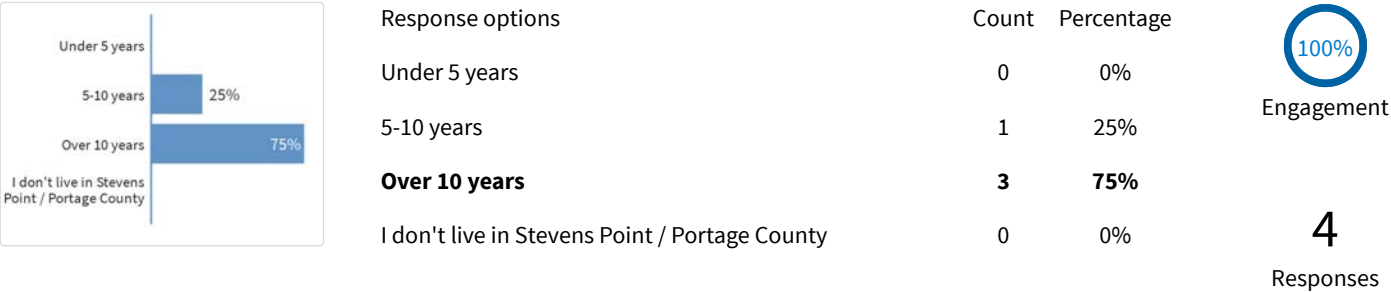 Under 5 years
5-10 years 25%
Over 10 years 75%
I don't live in Stevens
Point / Portage County
Response options Count Percentage
Under 5 years 0 0%
5-10 years 1 25%
Over 10 years 3 75%
I don't live in Stevens Point / Portage County 0 0%
100%
Engagement
4
Responses